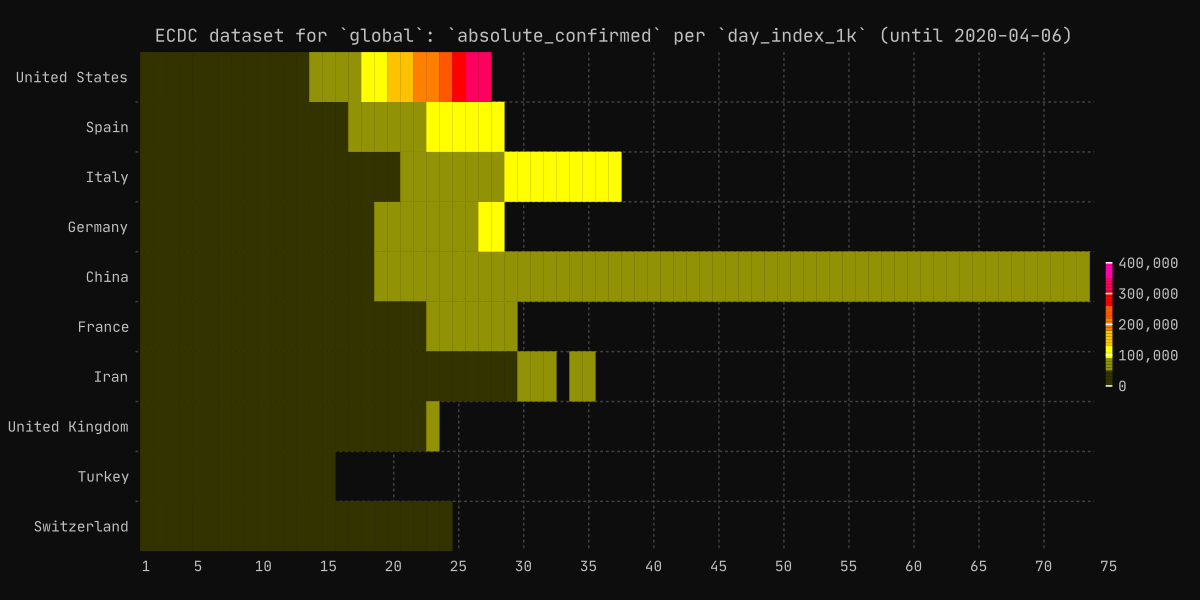 ECDC dataset for `global`: `absolute_confirmed` per `day_index_1k` (until 2020-04-06)
United States
Spain
Italy
Germany
China
France
Iran
United Kingdom
Turkey
Switzerland
1 5 10 15 20 25 30 35 40 45 50 55 60 65 70 75
400,000
300,000
200,000
100,000
0